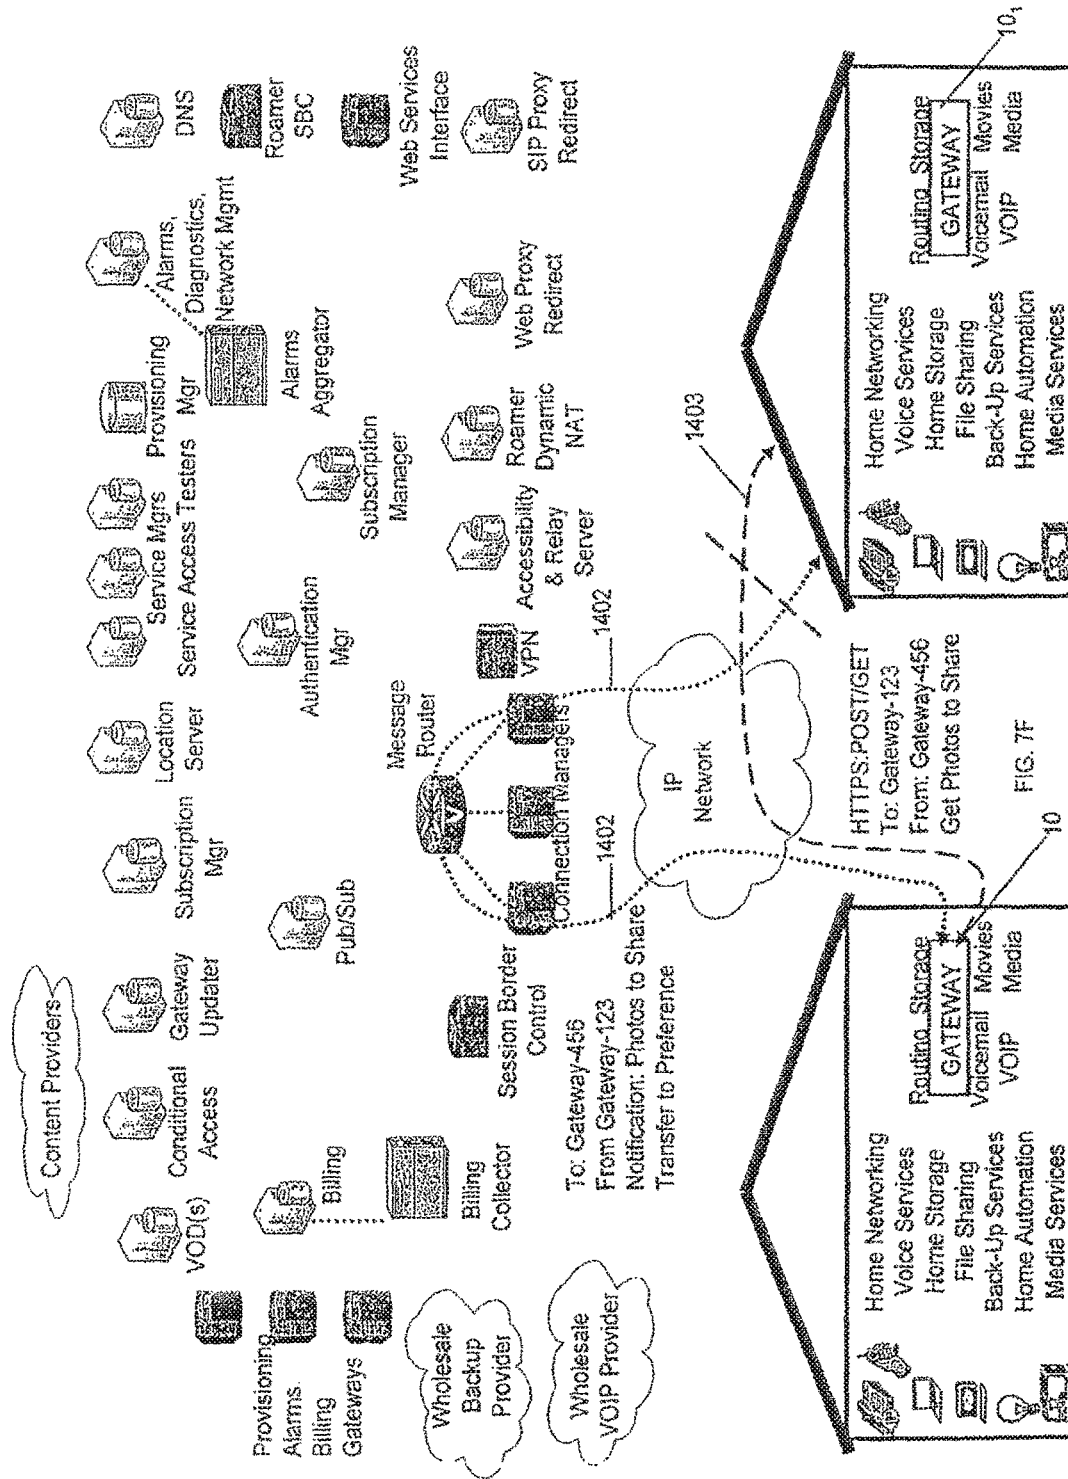 Content Providers
VOD(s)
Conditional
Access
Gateway
Updater
Subscription
Mgr
Location
Server
Service Mgrs
Service Access Testers
Provisioning
Mgr
Alarms,
Diagnostics,
Network Mgmt
DNS
Provisioning
Alarms.
Billing
Gateways
Billing
Billing
Collector
Pub/Sub
Authentication
Mgr
Subscription
Manager
Alarms
Aggregator
Roamer
SBC
Web Services
Interface
Wholesale
Backup
Provider
Wholesale
VOIP Provider
Session Border
Control
Message
Router
Connection Managers
VPN
Accessibility
& Relay
Server
Roamer
Dynamic
NAT
Web Proxy
Redirect
SIP Proxy
Redirect
To: Gateway-456
From Gateway-123
Notification: Photos to Share
Transfer to Preference
1402
1402
1403
IP
Network
HTTPS:POST/GET
To: Gateway-123
From: Gateway-456
Get Photos to Share
Home Networking
Voice Services
Home Storage
File Sharing
Back-Up Services
Home Automation
Media Services
Routing Storage
GATEWAY
Voicemail Movies
VOIP Media
10
Home Networking
Voice Services
Home Storage
File Sharing
Back-Up Services
Home Automation
Media Services
Routing Storage
GATEWAY
Voicemail Movies
VOIP Media
10₁
FIG. 7F